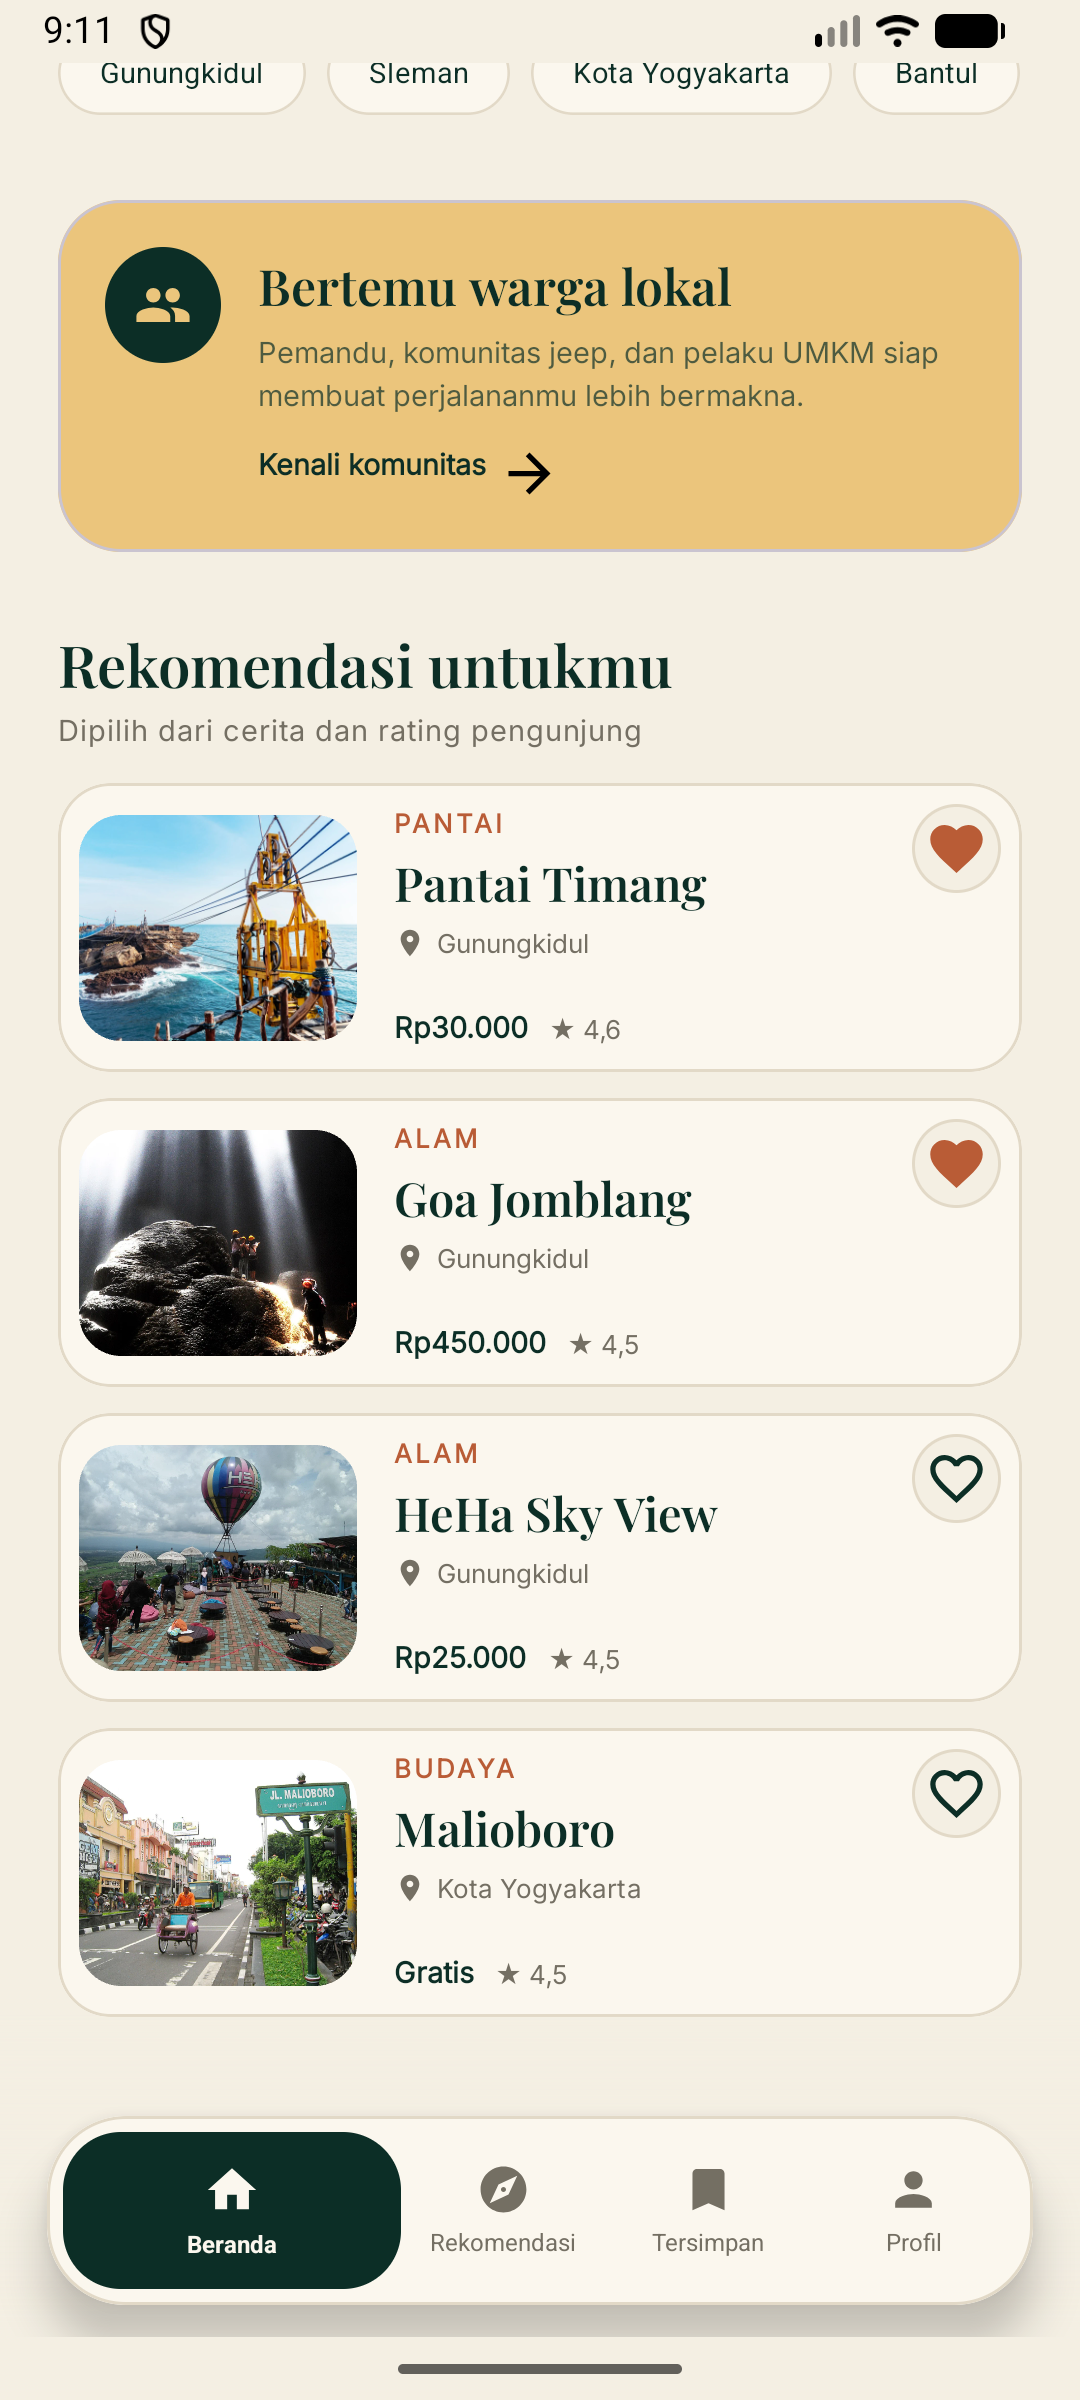 9:11
Gunungkidul
Sleman
Kota Yogyakarta
Bantul
Bertemu warga lokal
Pemandu, komunitas jeep, dan pelaku UMKM siap
membuat perjalananmu lebih bermakna.
Kenali komunitas →
Rekomendasi untukmu
Dipilih dari cerita dan rating pengunjung
PANTAI
Pantai Timang
Gunungkidul
Rp30.000 ★ 4,6
ALAM
Goa Jomblang
Gunungkidul
Rp450.000 ★ 4,5
ALAM
HeHa Sky View
Gunungkidul
Rp25.000 ★ 4,5
JL. MALIOBORO
BUDAYA
Malioboro
Kota Yogyakarta
Gratis ★ 4,5
Beranda
Rekomendasi
Tersimpan
Profil